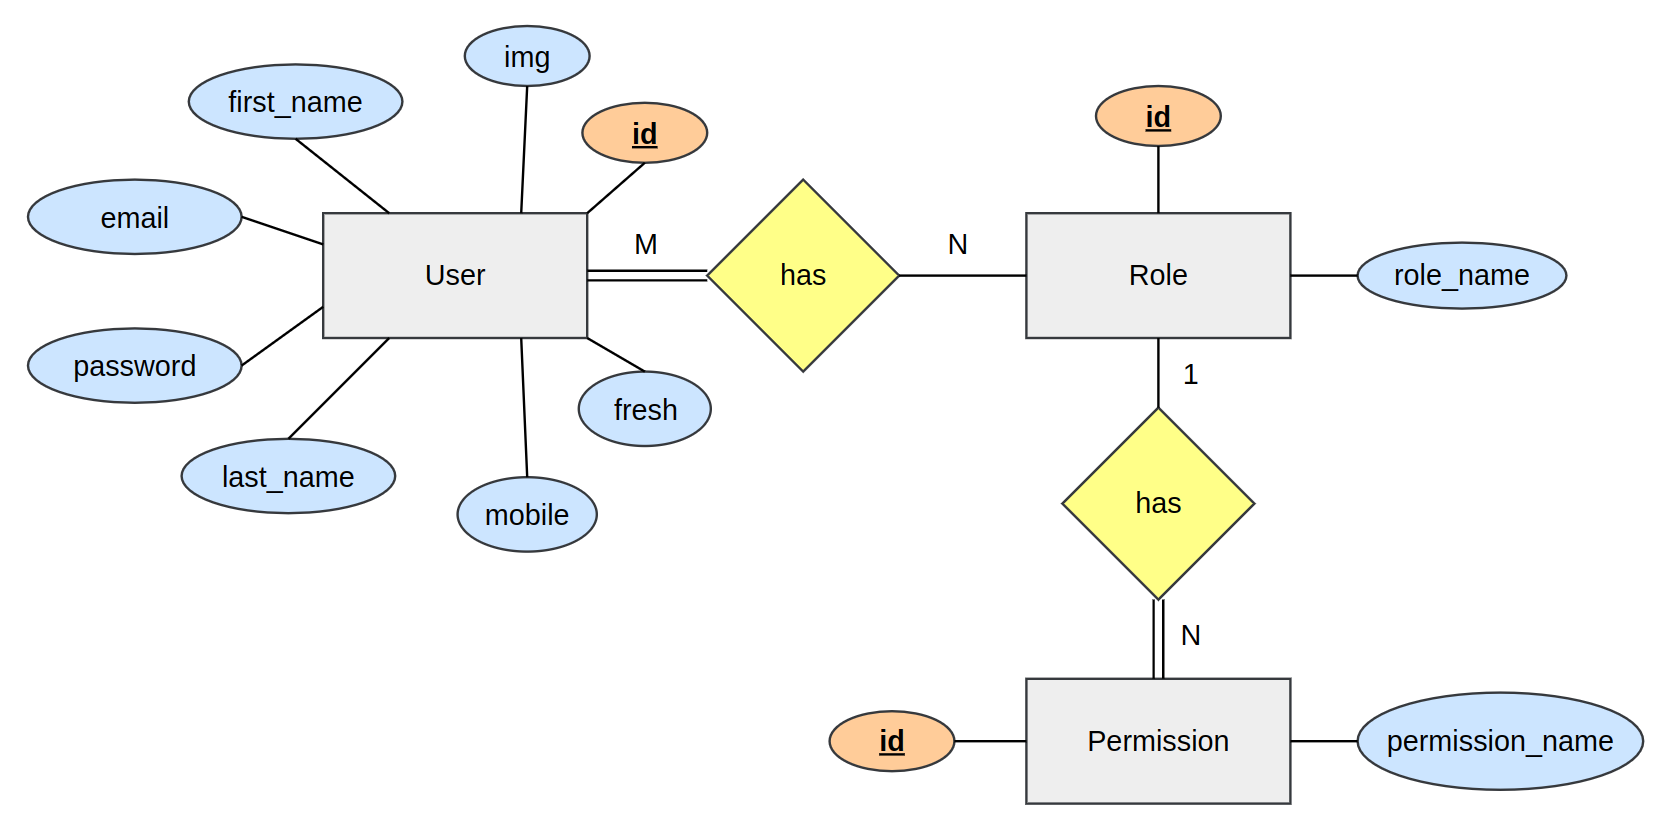 img
first_name
id
id
email
M
N
User
has
Role
role_name
password
1
fresh
last_name
has
mobile
N
id
Permission
permission_name